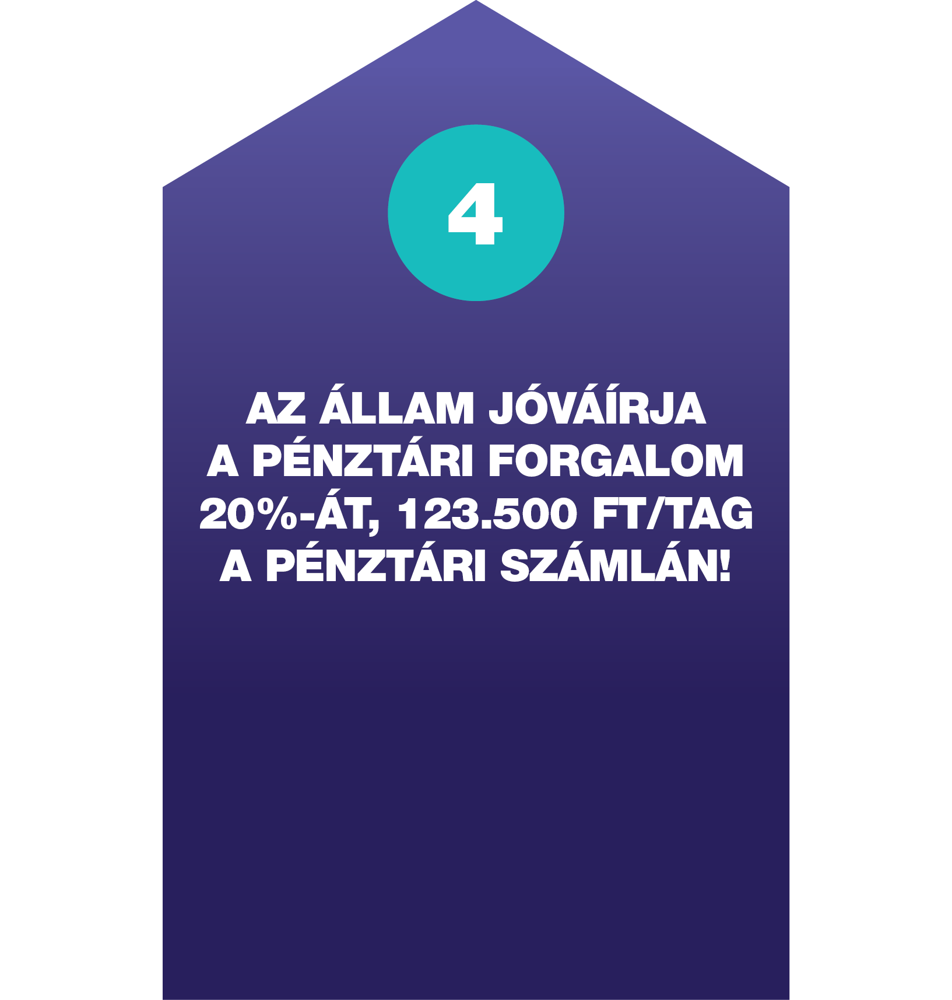 4
AZ ÁLLAM JÓVÁÍRJA
A PÉNZTÁRI FORGALOM
20%-ÁT, 123.500 FT/TAG
A PÉNZTÁRI SZÁMLÁN!